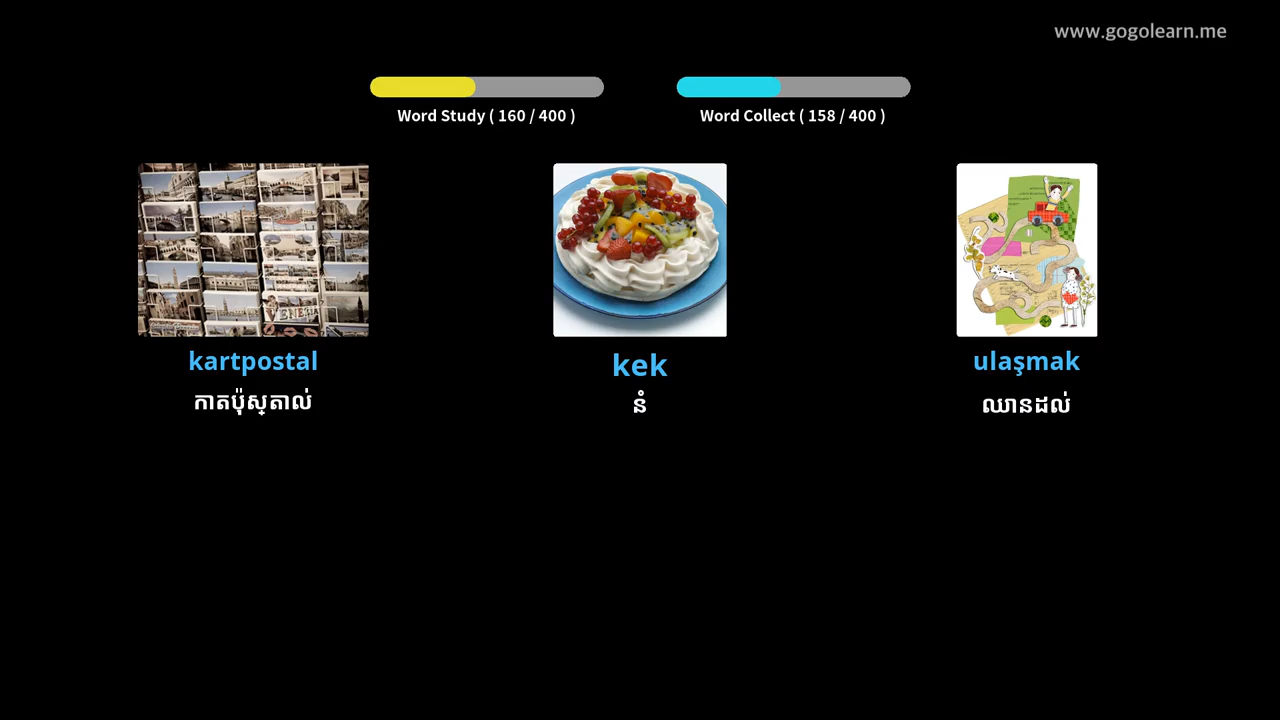 www.gogolearn.me
Word Study ( 160 / 400 )
Word Collect ( 158 / 400 )
kartpostal
kek
ulaşmak
កាតប៉ុស្តាល់
នំ
ឈានដល់